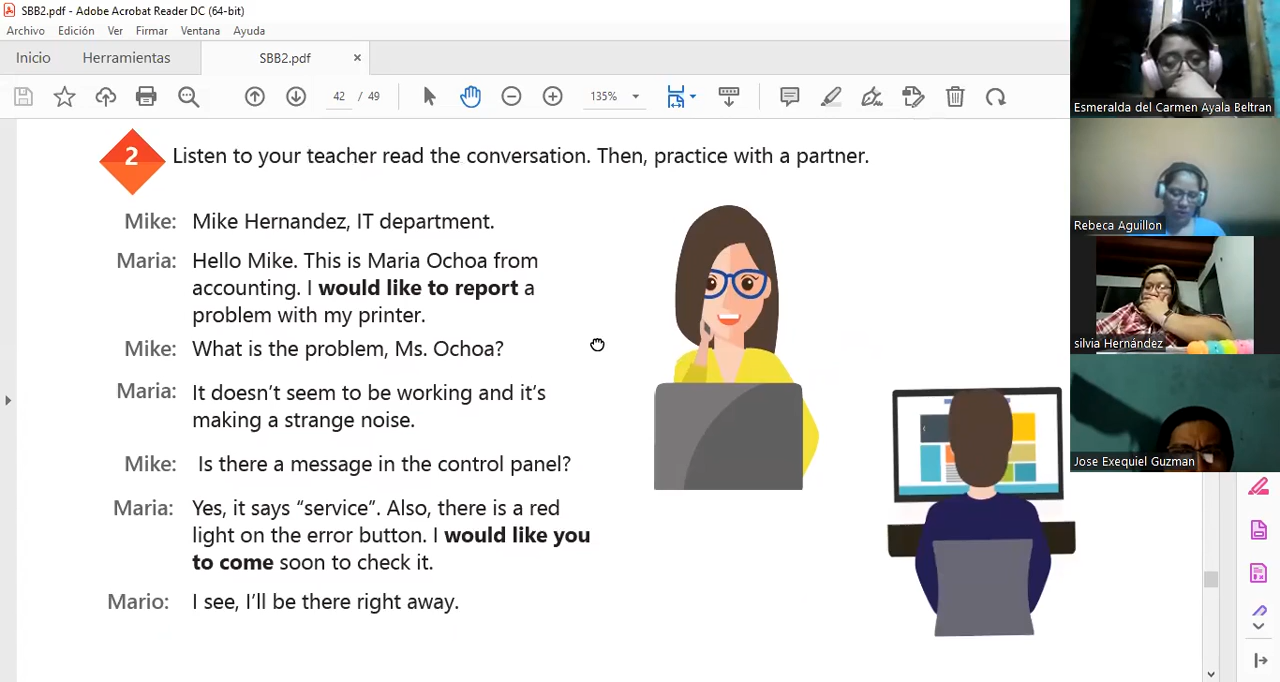 SBB2.pdf - Adobe Acrobat Reader DC (64-bit)
Archivo Edición Ver Firmar Ventana Ayuda
Inicio Herramientas SBB2.pdf ×
42 / 49 135%
2 Listen to your teacher read the conversation. Then, practice with a partner.
Mike: Mike Hernandez, IT department.
Maria: Hello Mike. This is Maria Ochoa from
accounting. I would like to report a
problem with my printer.
Mike: What is the problem, Ms. Ochoa?
Maria: It doesn't seem to be working and it's
making a strange noise.
Mike: Is there a message in the control panel?
Maria: Yes, it says “service”. Also, there is a red
light on the error button. I would like you
to come soon to check it.
Mario: I see, I'll be there right away.
Esmeralda del Carmen Ayala Beltran
Rebeca Aguillon
silvia Hernández
Jose Exequiel Guzman